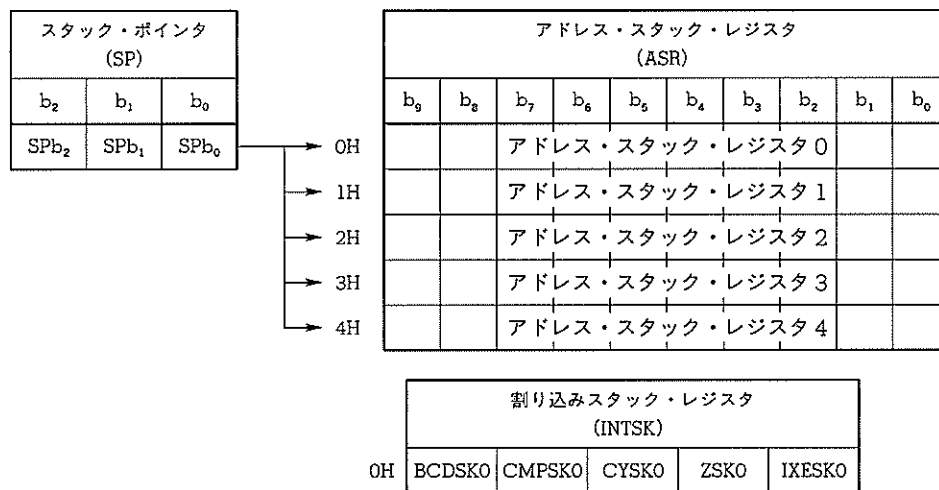 スタック・ポインタ
(SP)
b₂ b₁ b₀
SPb₂ SPb₁ SPb₀
アドレス・スタック・レジスタ
(ASR)
b₉ b₈ b₇ b₆ b₅ b₄ b₃ b₂ b₁ b₀
0H アドレス・スタック・レジスタ0
1H アドレス・スタック・レジスタ1
2H アドレス・スタック・レジスタ2
3H アドレス・スタック・レジスタ3
4H アドレス・スタック・レジスタ4
割り込みスタック・レジスタ
(INTSK)
0H BCDSK0 CMPSK0 CYSK0 ZSK0 IXESK0